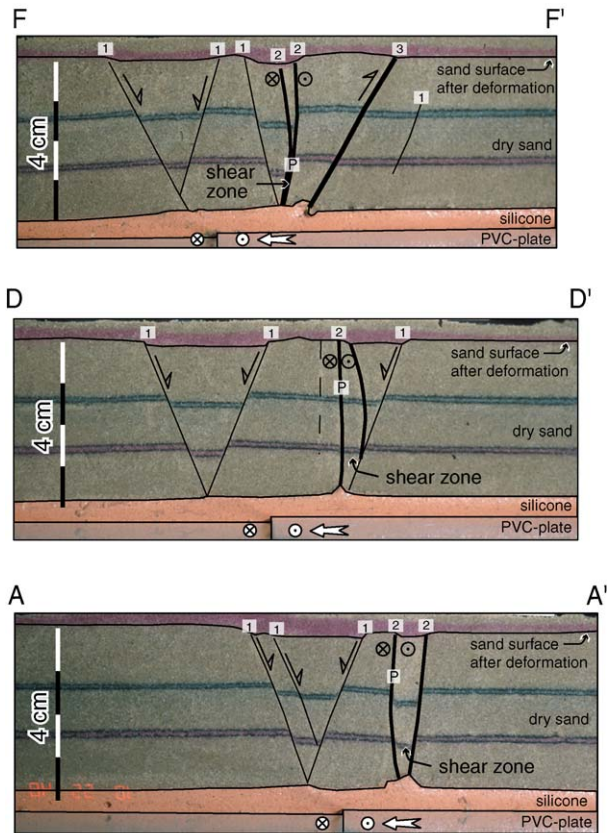 F F'
1 1 1 2 2 3
⊗ ⊙
sand surface
after deformation
1
4 cm
dry sand
P
shear
zone
silicone
⊗ ⊙ PVC-plate
D D'
1 1 2 1
⊗ ⊙
sand surface
after deformation
P
4 cm
dry sand
shear zone
silicone
⊗ ⊙ PVC-plate
A A'
1 1 1 2 2
⊗ ⊙
sand surface
after deformation
P
4 cm
dry sand
shear zone
silicone
⊗ ⊙ PVC-plate